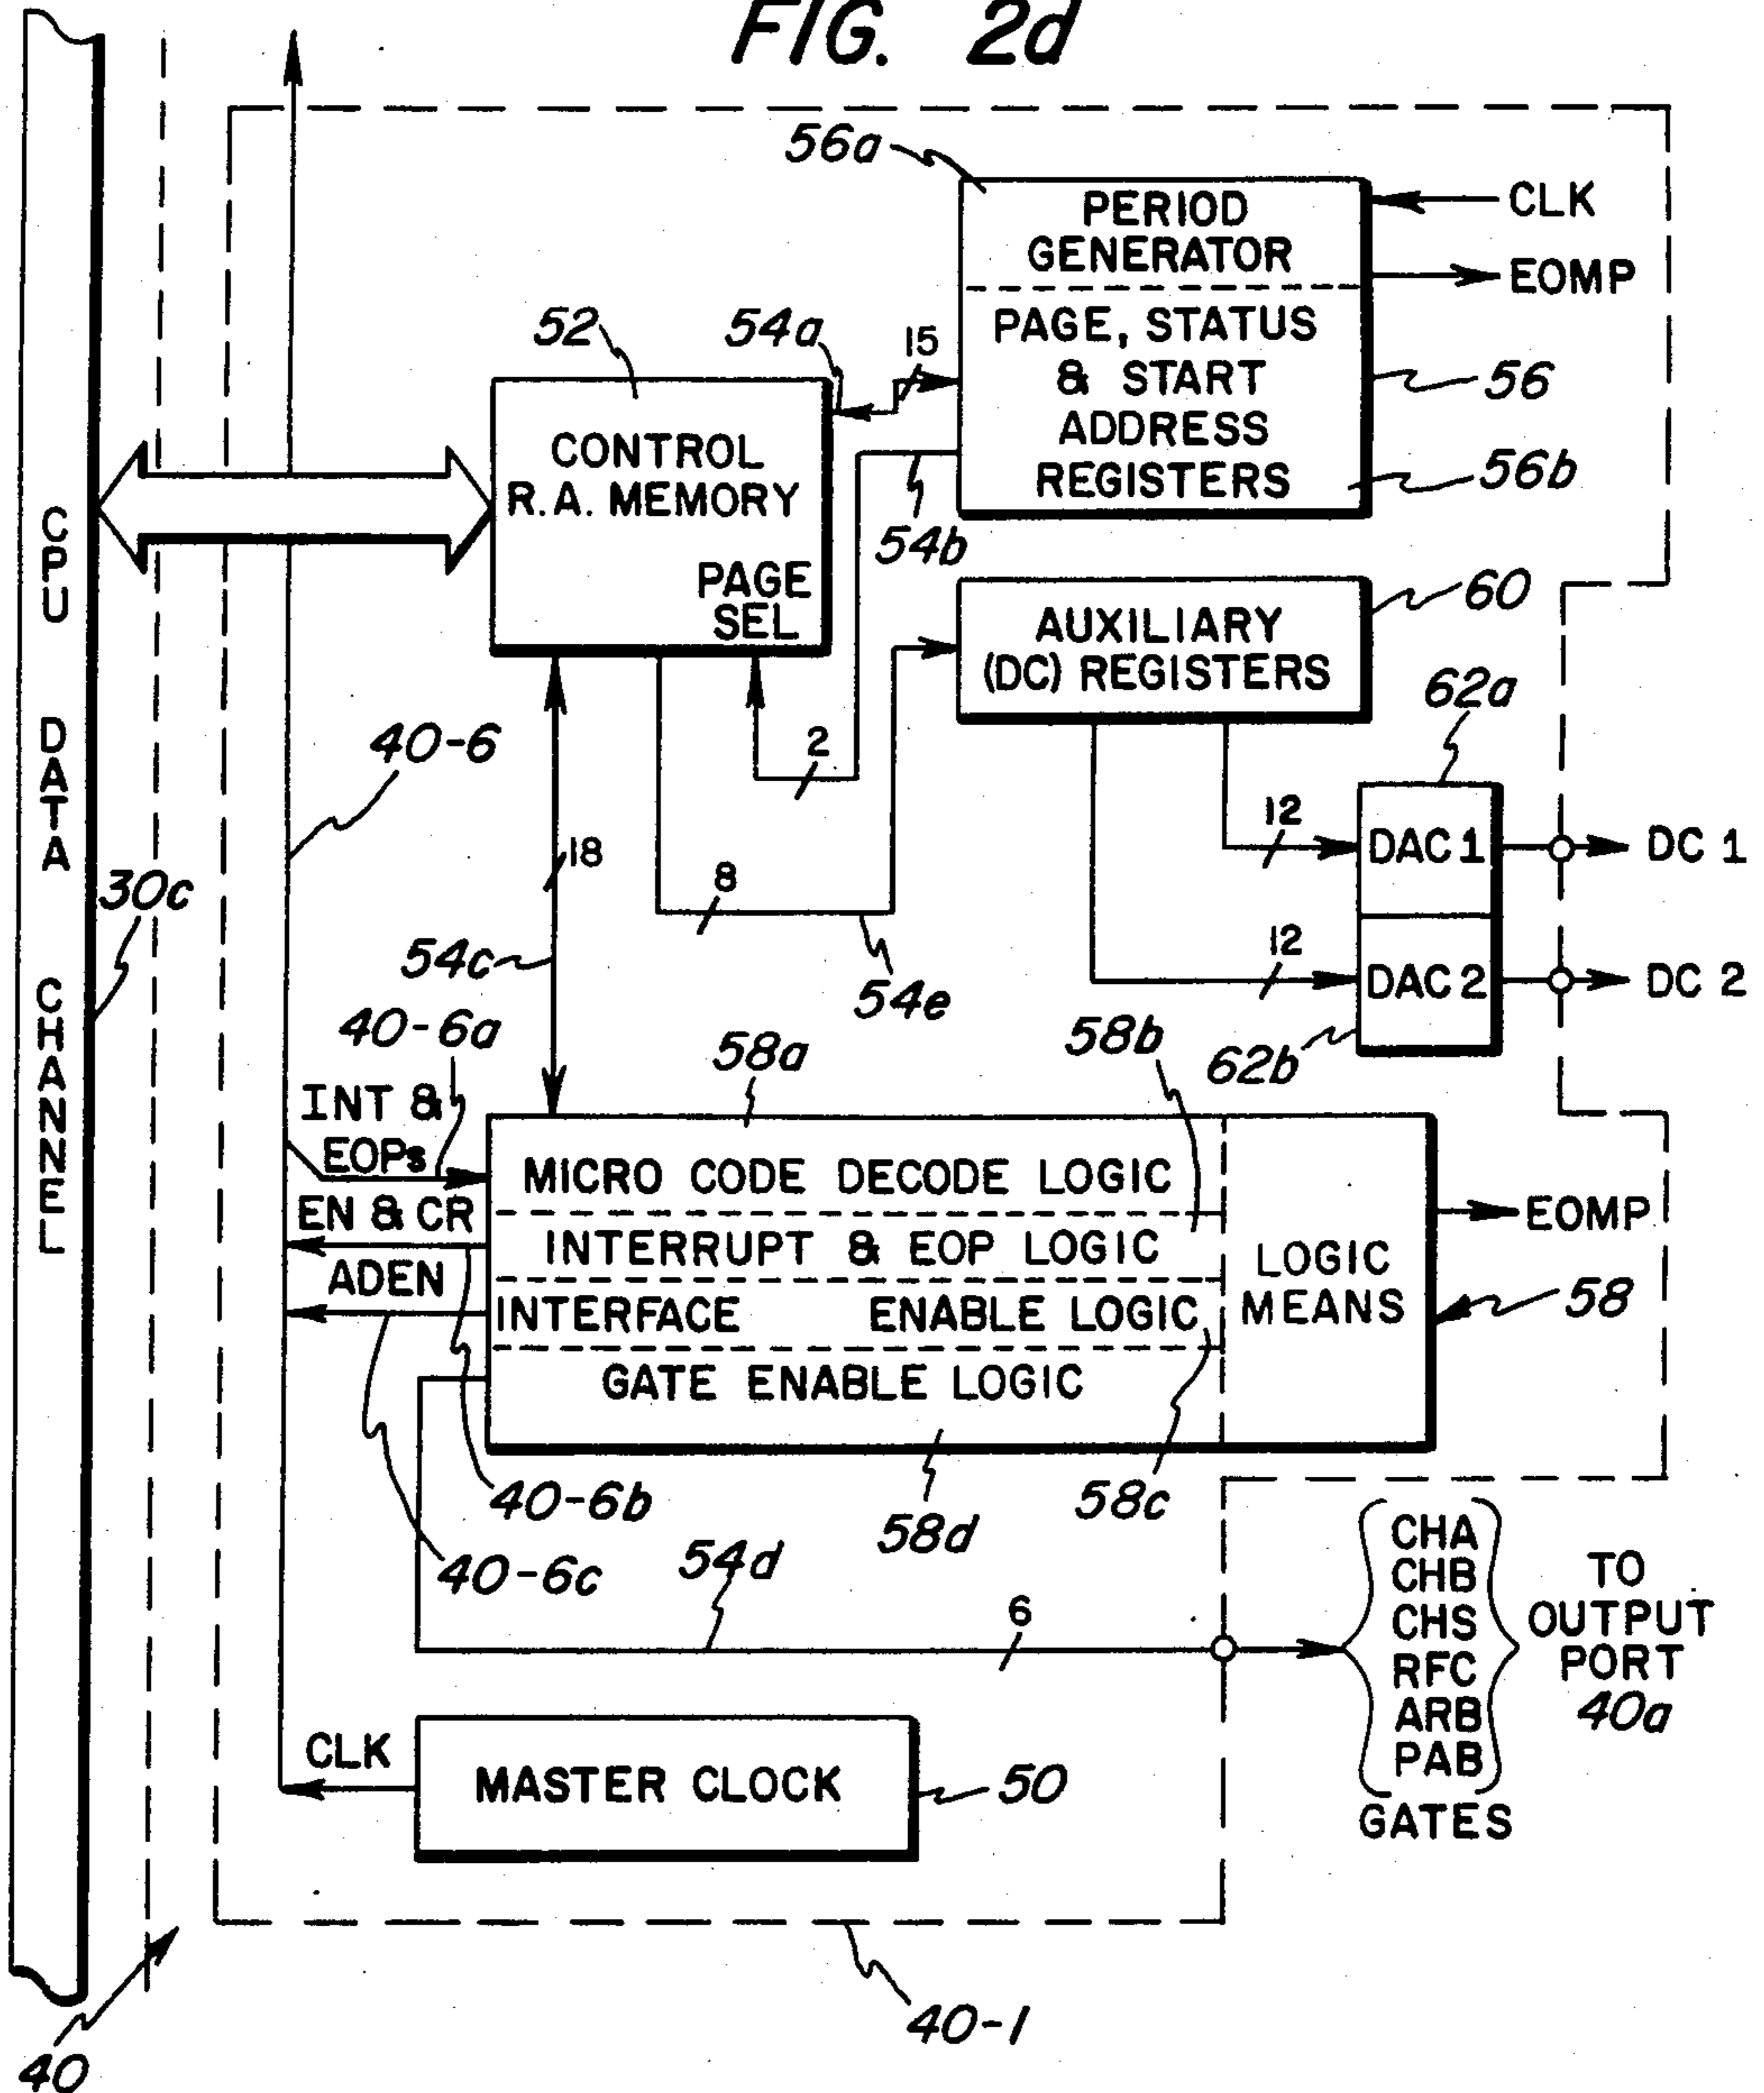 FIG. 2d
56a
PERIOD
GENERATOR
CLK
EOMP
PAGE, STATUS
& START
ADDRESS
REGISTERS
56
56b
52
54a
15
CONTROL
R.A. MEMORY
PAGE
SEL
54b
CPU DATA CHANNEL
30c
AUXILIARY
(DC) REGISTERS
60
62a
40-6
2
18
8
12
DAC 1
DC 1
12
DAC 2
DC 2
54c
54e
62b
40-6a
58a
58b
INT &
EOPs
MICRO CODE DECODE LOGIC
EN & CR
INTERRUPT & EOP LOGIC
ADEN
INTERFACE ENABLE LOGIC
GATE ENABLE LOGIC
LOGIC
MEANS
EOMP
58
40-6b
58d
58c
40-6c
54d
6
CHA
CHB
CHS
RFC
ARB
PAB
GATES
TO
OUTPUT
PORT
40a
CLK
MASTER CLOCK
50
40-1
40